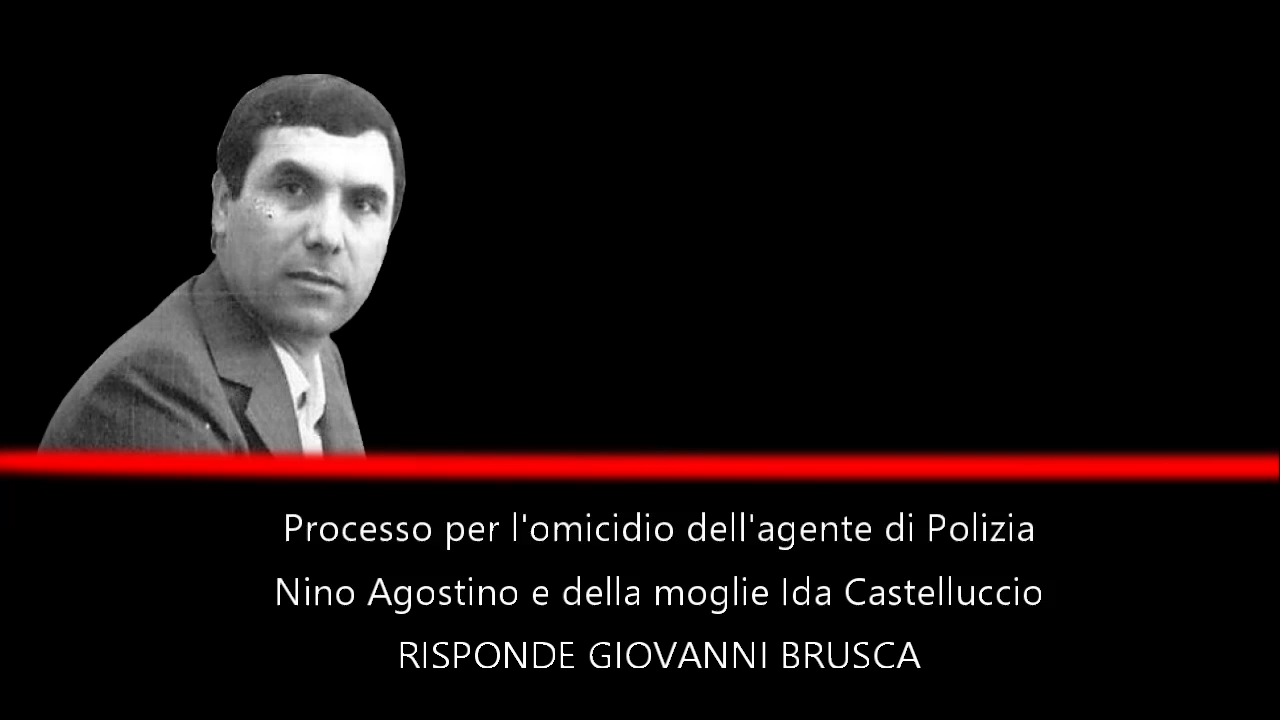 Processo per l'omicidio dell'agente di Polizia
Nino Agostino e della moglie Ida Castelluccio
RISPONDE GIOVANNI BRUSCA